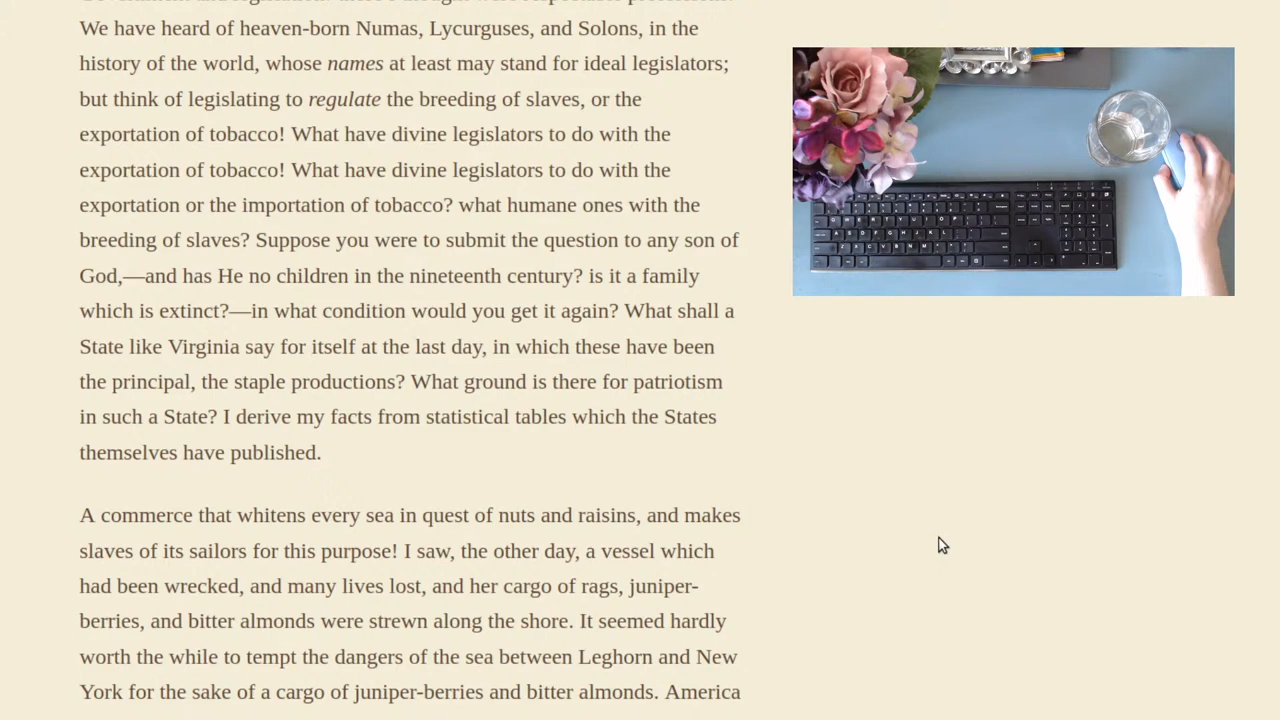 We have heard of heaven-born Numas, Lycurguses, and Solons, in the
history of the world, whose names at least may stand for ideal legislators;
but think of legislating to regulate the breeding of slaves, or the
exportation of tobacco! What have divine legislators to do with the
exportation of tobacco! What have divine legislators to do with the
exportation or the importation of tobacco? what humane ones with the
breeding of slaves? Suppose you were to submit the question to any son of
God,—and has He no children in the nineteenth century? is it a family
which is extinct?—in what condition would you get it again? What shall a
State like Virginia say for itself at the last day, in which these have been
the principal, the staple productions? What ground is there for patriotism
in such a State? I derive my facts from statistical tables which the States
themselves have published.
A commerce that whitens every sea in quest of nuts and raisins, and makes
slaves of its sailors for this purpose! I saw, the other day, a vessel which
had been wrecked, and many lives lost, and her cargo of rags, juniper-
berries, and bitter almonds were strewn along the shore. It seemed hardly
worth the while to tempt the dangers of the sea between Leghorn and New
York for the sake of a cargo of juniper-berries and bitter almonds. America